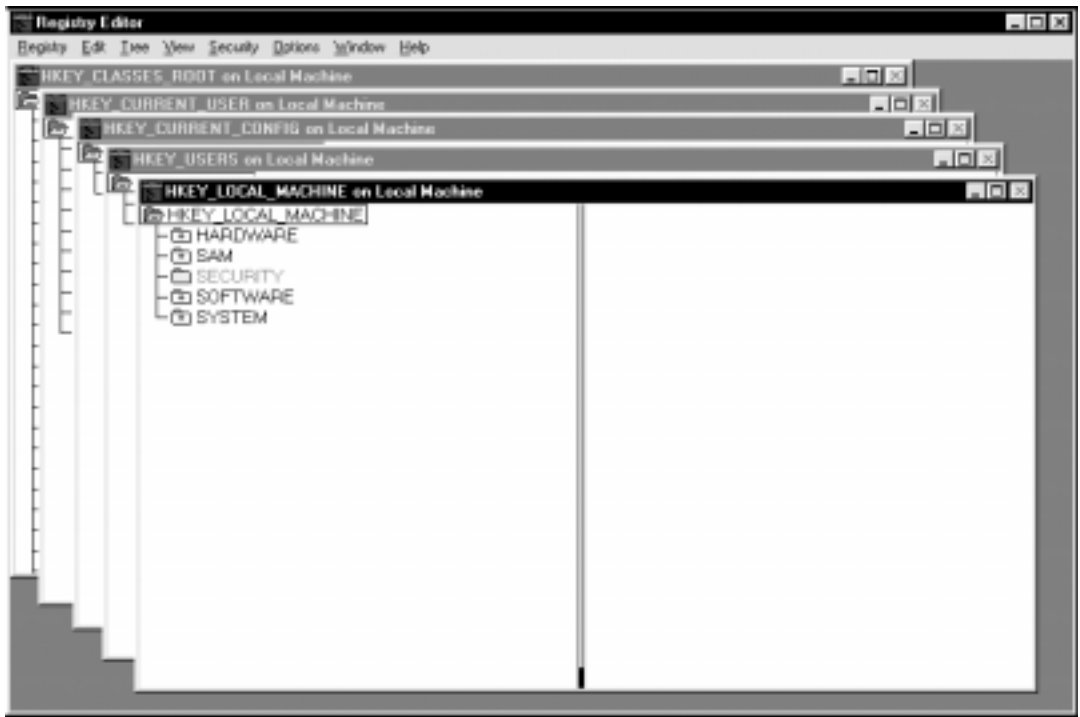 Registry Editor
Registry Edit Tree View Security Options Window Help
HKEY_CLASSES_ROOT on Local Machine
HKEY_CURRENT_USER on Local Machine
HKEY_CURRENT_CONFIG on Local Machine
HKEY_USERS on Local Machine
HKEY_LOCAL_MACHINE on Local Machine
HKEY_LOCAL_MACHINE
HARDWARE
SAM
SECURITY
SOFTWARE
SYSTEM